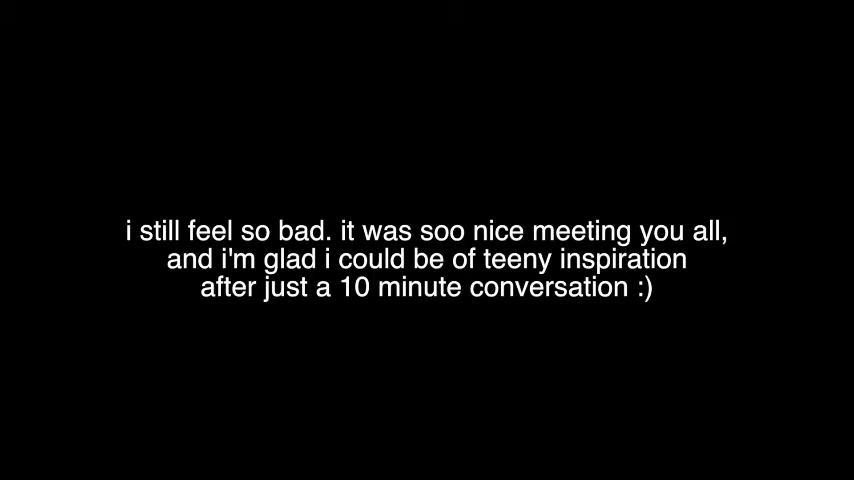 i still feel so bad. it was soo nice meeting you all,
and i'm glad i could be of teeny inspiration
after just a 10 minute conversation :)